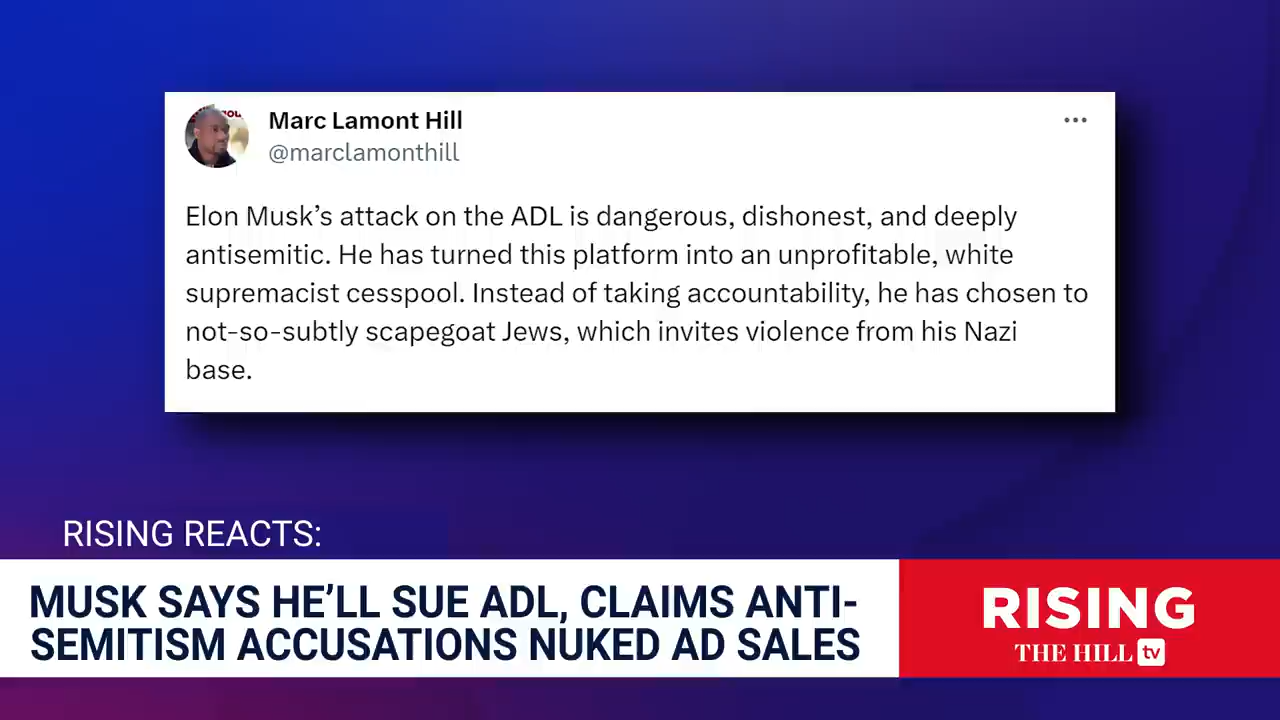 Marc Lamont Hill
@marclamonthill
Elon Musk’s attack on the ADL is dangerous, dishonest, and deeply
antisemitic. He has turned this platform into an unprofitable, white
supremacist cesspool. Instead of taking accountability, he has chosen to
not-so-subtly scapegoat Jews, which invites violence from his Nazi
base.
RISING REACTS:
MUSK SAYS HE’LL SUE ADL, CLAIMS ANTI-
SEMITISM ACCUSATIONS NUKED AD SALES
RISING
THE HILL tv